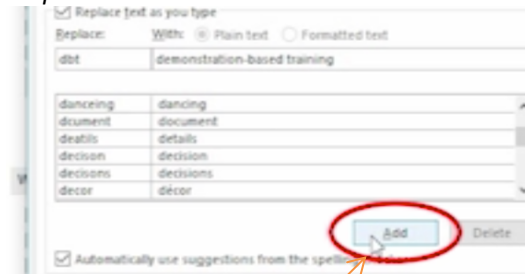 Replace text as you type
Replace: With: Plain text Formatted text
dbt demonstration-based training
danceing dancing
dcument document
deatils details
decison decision
decisons decisions
decor décor
Add Delete
Automatically use suggestions from the spelling